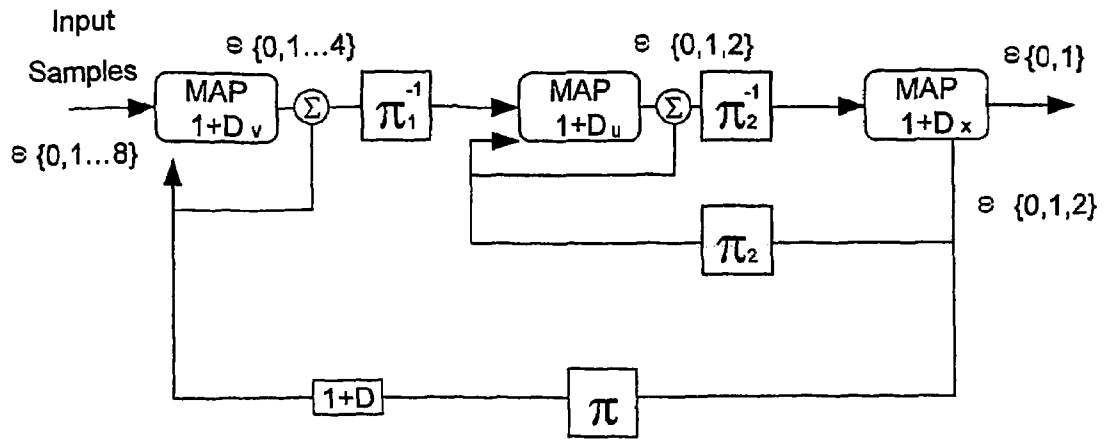 Input
Samples
ε {0,1...8}
MAP
1+D v
ε {0,1...4}
Σ
π₁⁻¹
MAP
1+D u
ε {0,1,2}
Σ
π₂⁻¹
MAP
1+D x
ε {0,1}
ε {0,1,2}
π₂
1+D
π